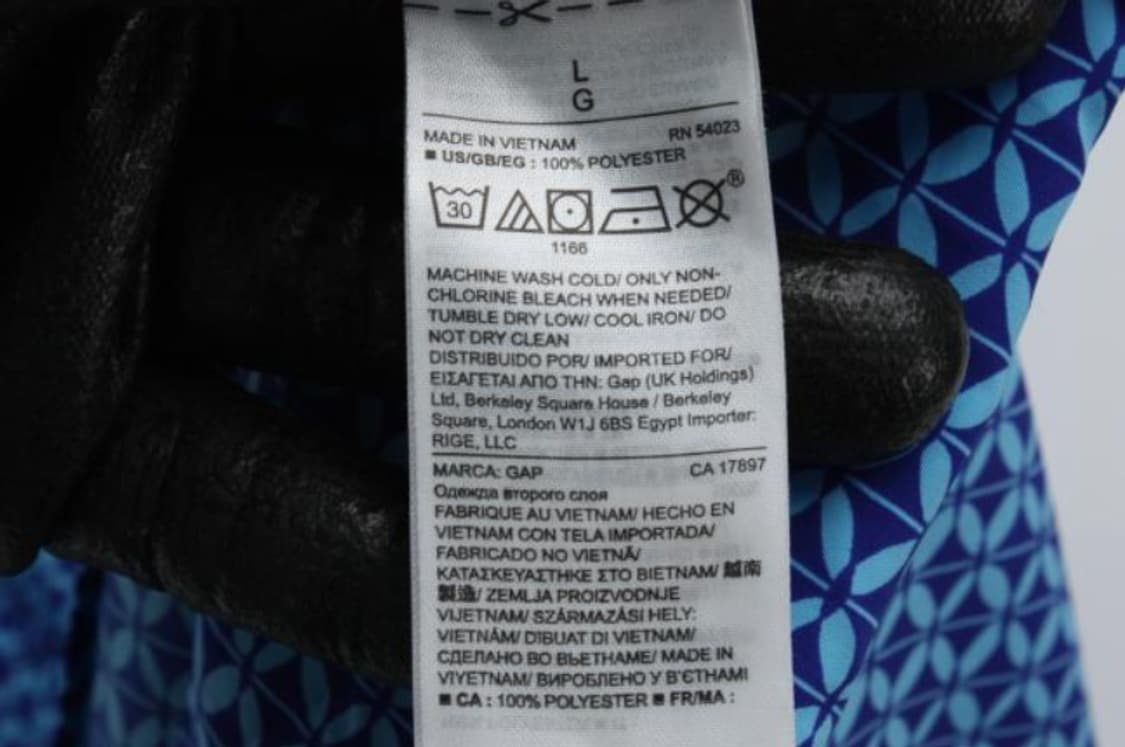 L
G
MADE IN VIETNAM RN 54023
■ US/GB/EG : 100% POLYESTER
30 ®
1166
MACHINE WASH COLD/ ONLY NON-
CHLORINE BLEACH WHEN NEEDED/
TUMBLE DRY LOW/ COOL IRON/ DO
NOT DRY CLEAN
DISTRIBUIDO POR/ IMPORTED FOR/
ΕΙΣΑΓΕΤΑΙ ΑΠΟ ΤΗΝ: Gap (UK Holdings)
Ltd, Berkeley Square House / Berkeley
Square, London W1J 6BS Egypt Importer:
RIGE, LLC
MARCA: GAP CA 17897
Одежда второго слоя
FABRIQUE AU VIETNAM/ HECHO EN
VIETNAM CON TELA IMPORTADA/
FABRICADO NO VIETNÃ/
ΚΑΤΑΣΚΕΥΑΣΤΗΚΕ ΣΤΟ ΒΙΕΤΝΑΜ/ 越南
製造/ ZEMLJA PROIZVODNJE
VIJETNAM/ SZÁRMAZÁSI HELY:
VIETNÁM/ DIBUAT DI VIETNAM/
СДЕЛАНО ВО ВЬЕТНАМЕ/ MADE IN
VIYETNAM/ ВИРОБЛЕНО У В'ЄТНАМІ
■ CA : 100% POLYESTER ■ FR/MA :